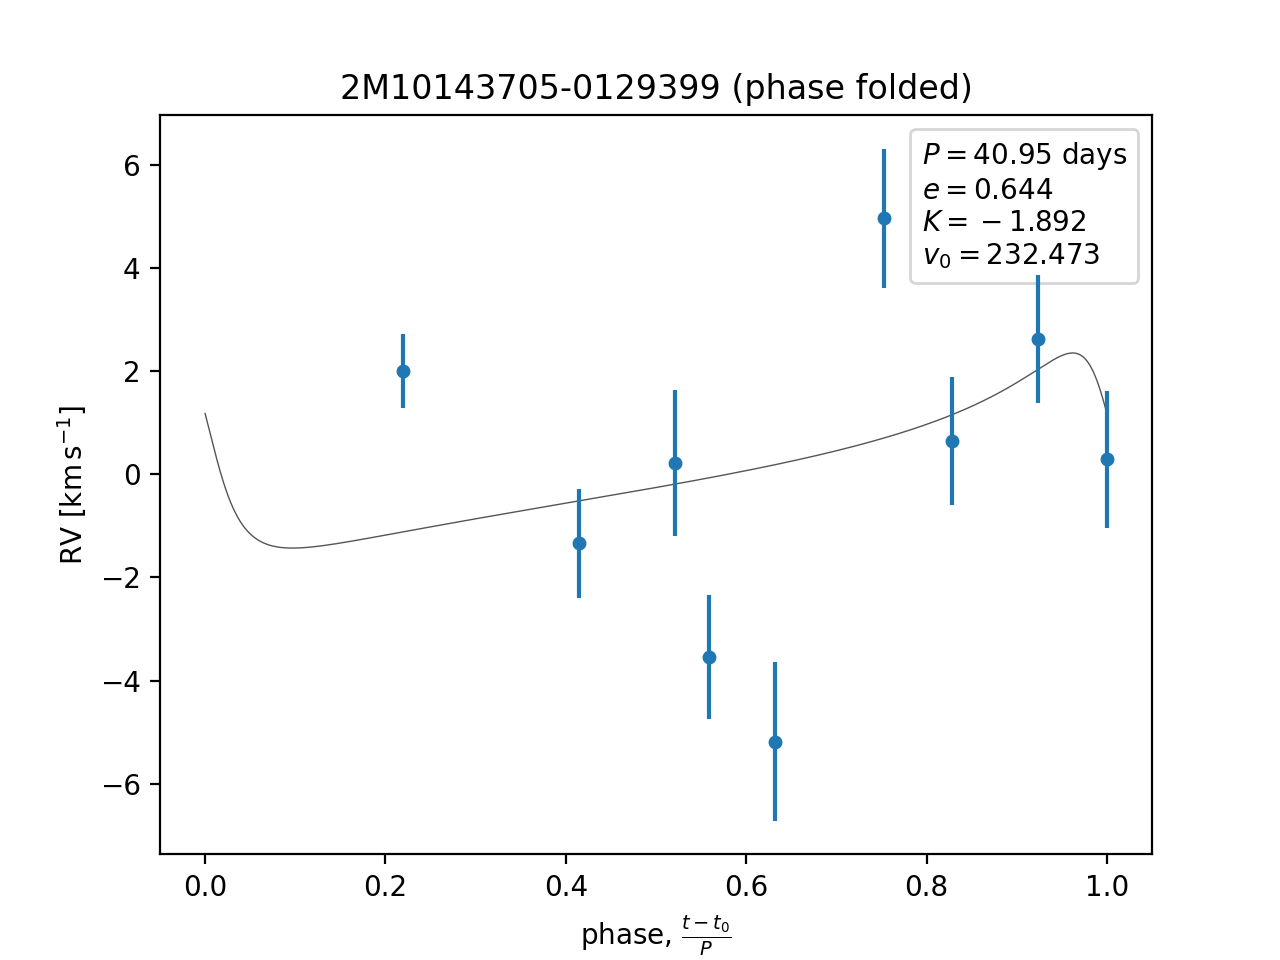 2M10143705-0129399 (phase folded)
P = 40.95 days
e = 0.644
K = −1.892
v₀ = 232.473
6
4
2
0
−2
−4
−6
RV [km s⁻¹]
0.0 0.2 0.4 0.6 0.8 1.0
phase, (t − t₀)/P